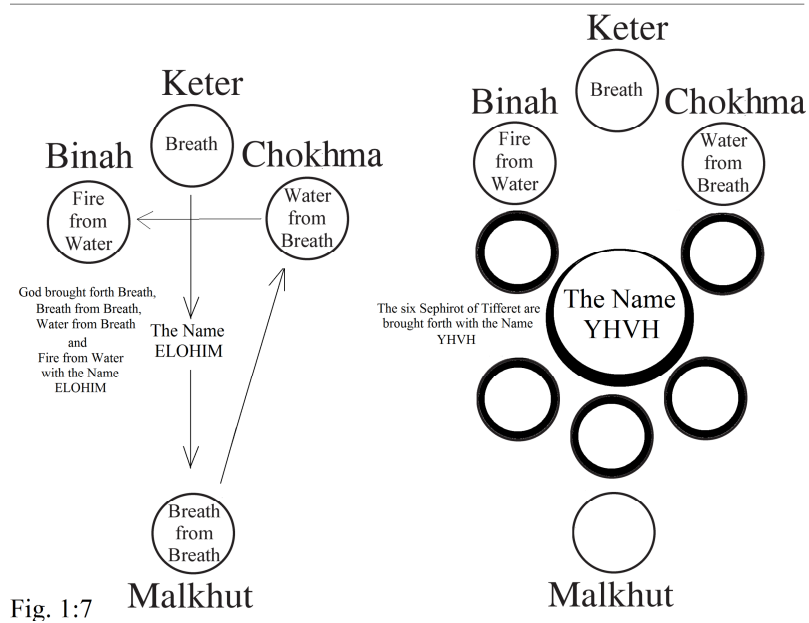 Keter
Breath
Binah
Chokhma
Fire
from
Water
Water
from
Breath
God brought forth Breath,
Breath from Breath,
Water from Breath
and
Fire from Water
with the Name
ELOHIM
The Name
ELOHIM
Breath
from
Breath
Malkhut
Fig. 1:7
Keter
Breath
Binah
Chokhma
Fire
from
Water
Water
from
Breath
The six Sephirot of Tifferet are
brought forth with the Name
YHVH
The Name
YHVH
Malkhut